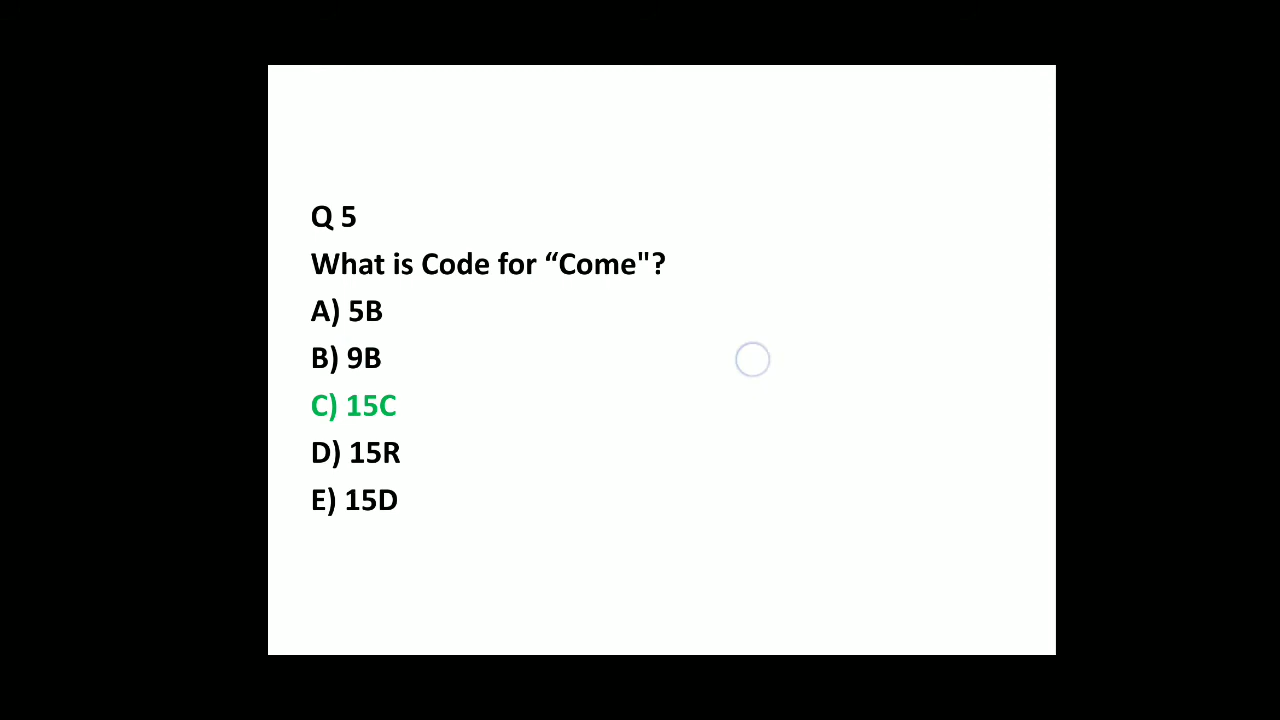 Q 5
What is Code for “Come"?
A) 5B
B) 9B
C) 15C
D) 15R
E) 15D